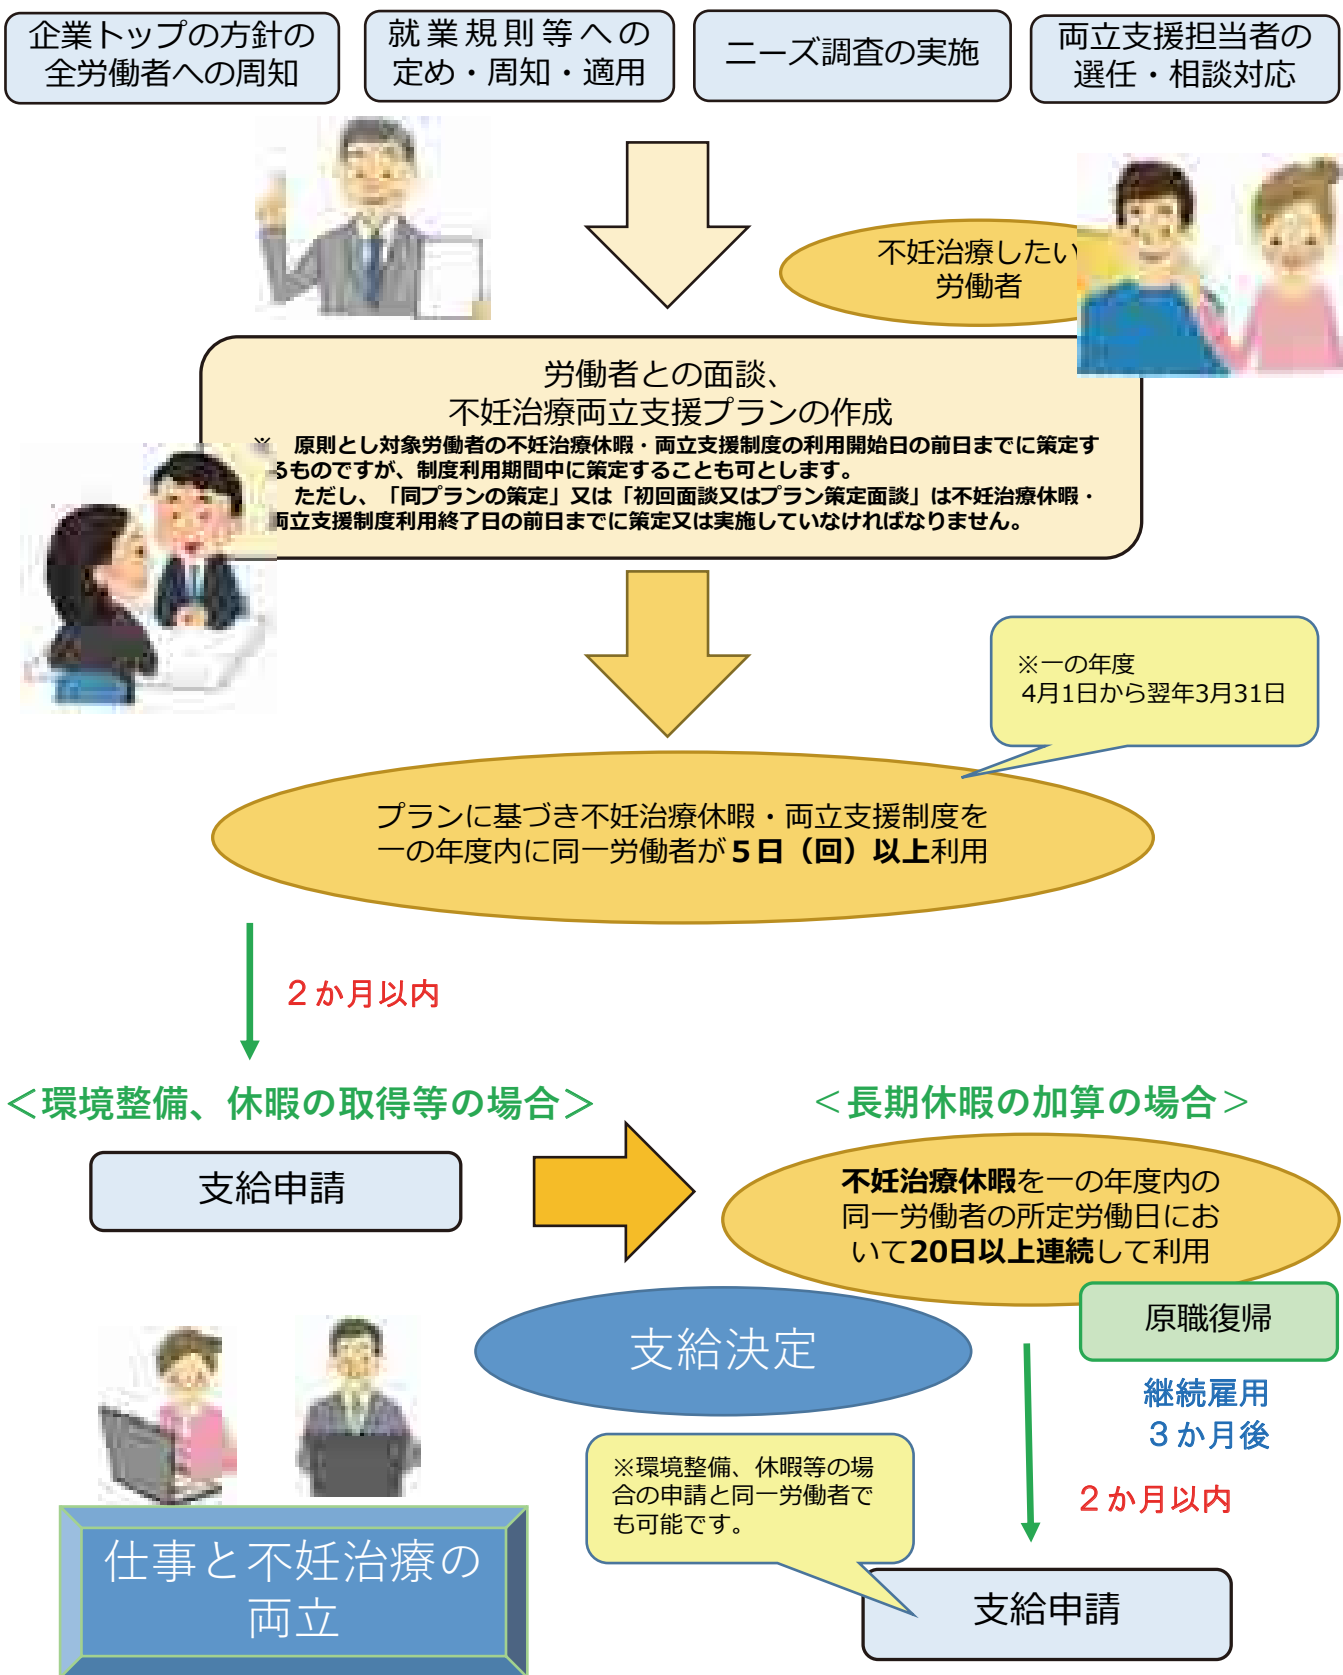 企業トップの方針の
全労働者への周知
就業規則等への
定め・周知・適用
ニーズ調査の実施
両立支援担当者の
選任・相談対応
不妊治療したい
労働者
労働者との面談、
不妊治療両立支援プランの作成
※　原則とし対象労働者の不妊治療休暇・両立支援制度の利用開始日の前日までに策定す
るものですが、制度利用期間中に策定することも可とします。
ただし、「同プランの策定」又は「初回面談又はプラン策定面談」は不妊治療休暇・
両立支援制度利用終了日の前日までに策定又は実施していなければなりません。
※一の年度
4月1日から翌年3月31日
プランに基づき不妊治療休暇・両立支援制度を
一の年度内に同一労働者が５日（回）以上利用
２か月以内
＜環境整備、休暇の取得等の場合＞
支給申請
＜長期休暇の加算の場合＞
不妊治療休暇を一の年度内の
同一労働者の所定労働日にお
いて20日以上連続して利用
原職復帰
支給決定
継続雇用
３か月後
※環境整備、休暇等の場
合の申請と同一労働者で
も可能です。
２か月以内
支給申請
仕事と不妊治療の
両立